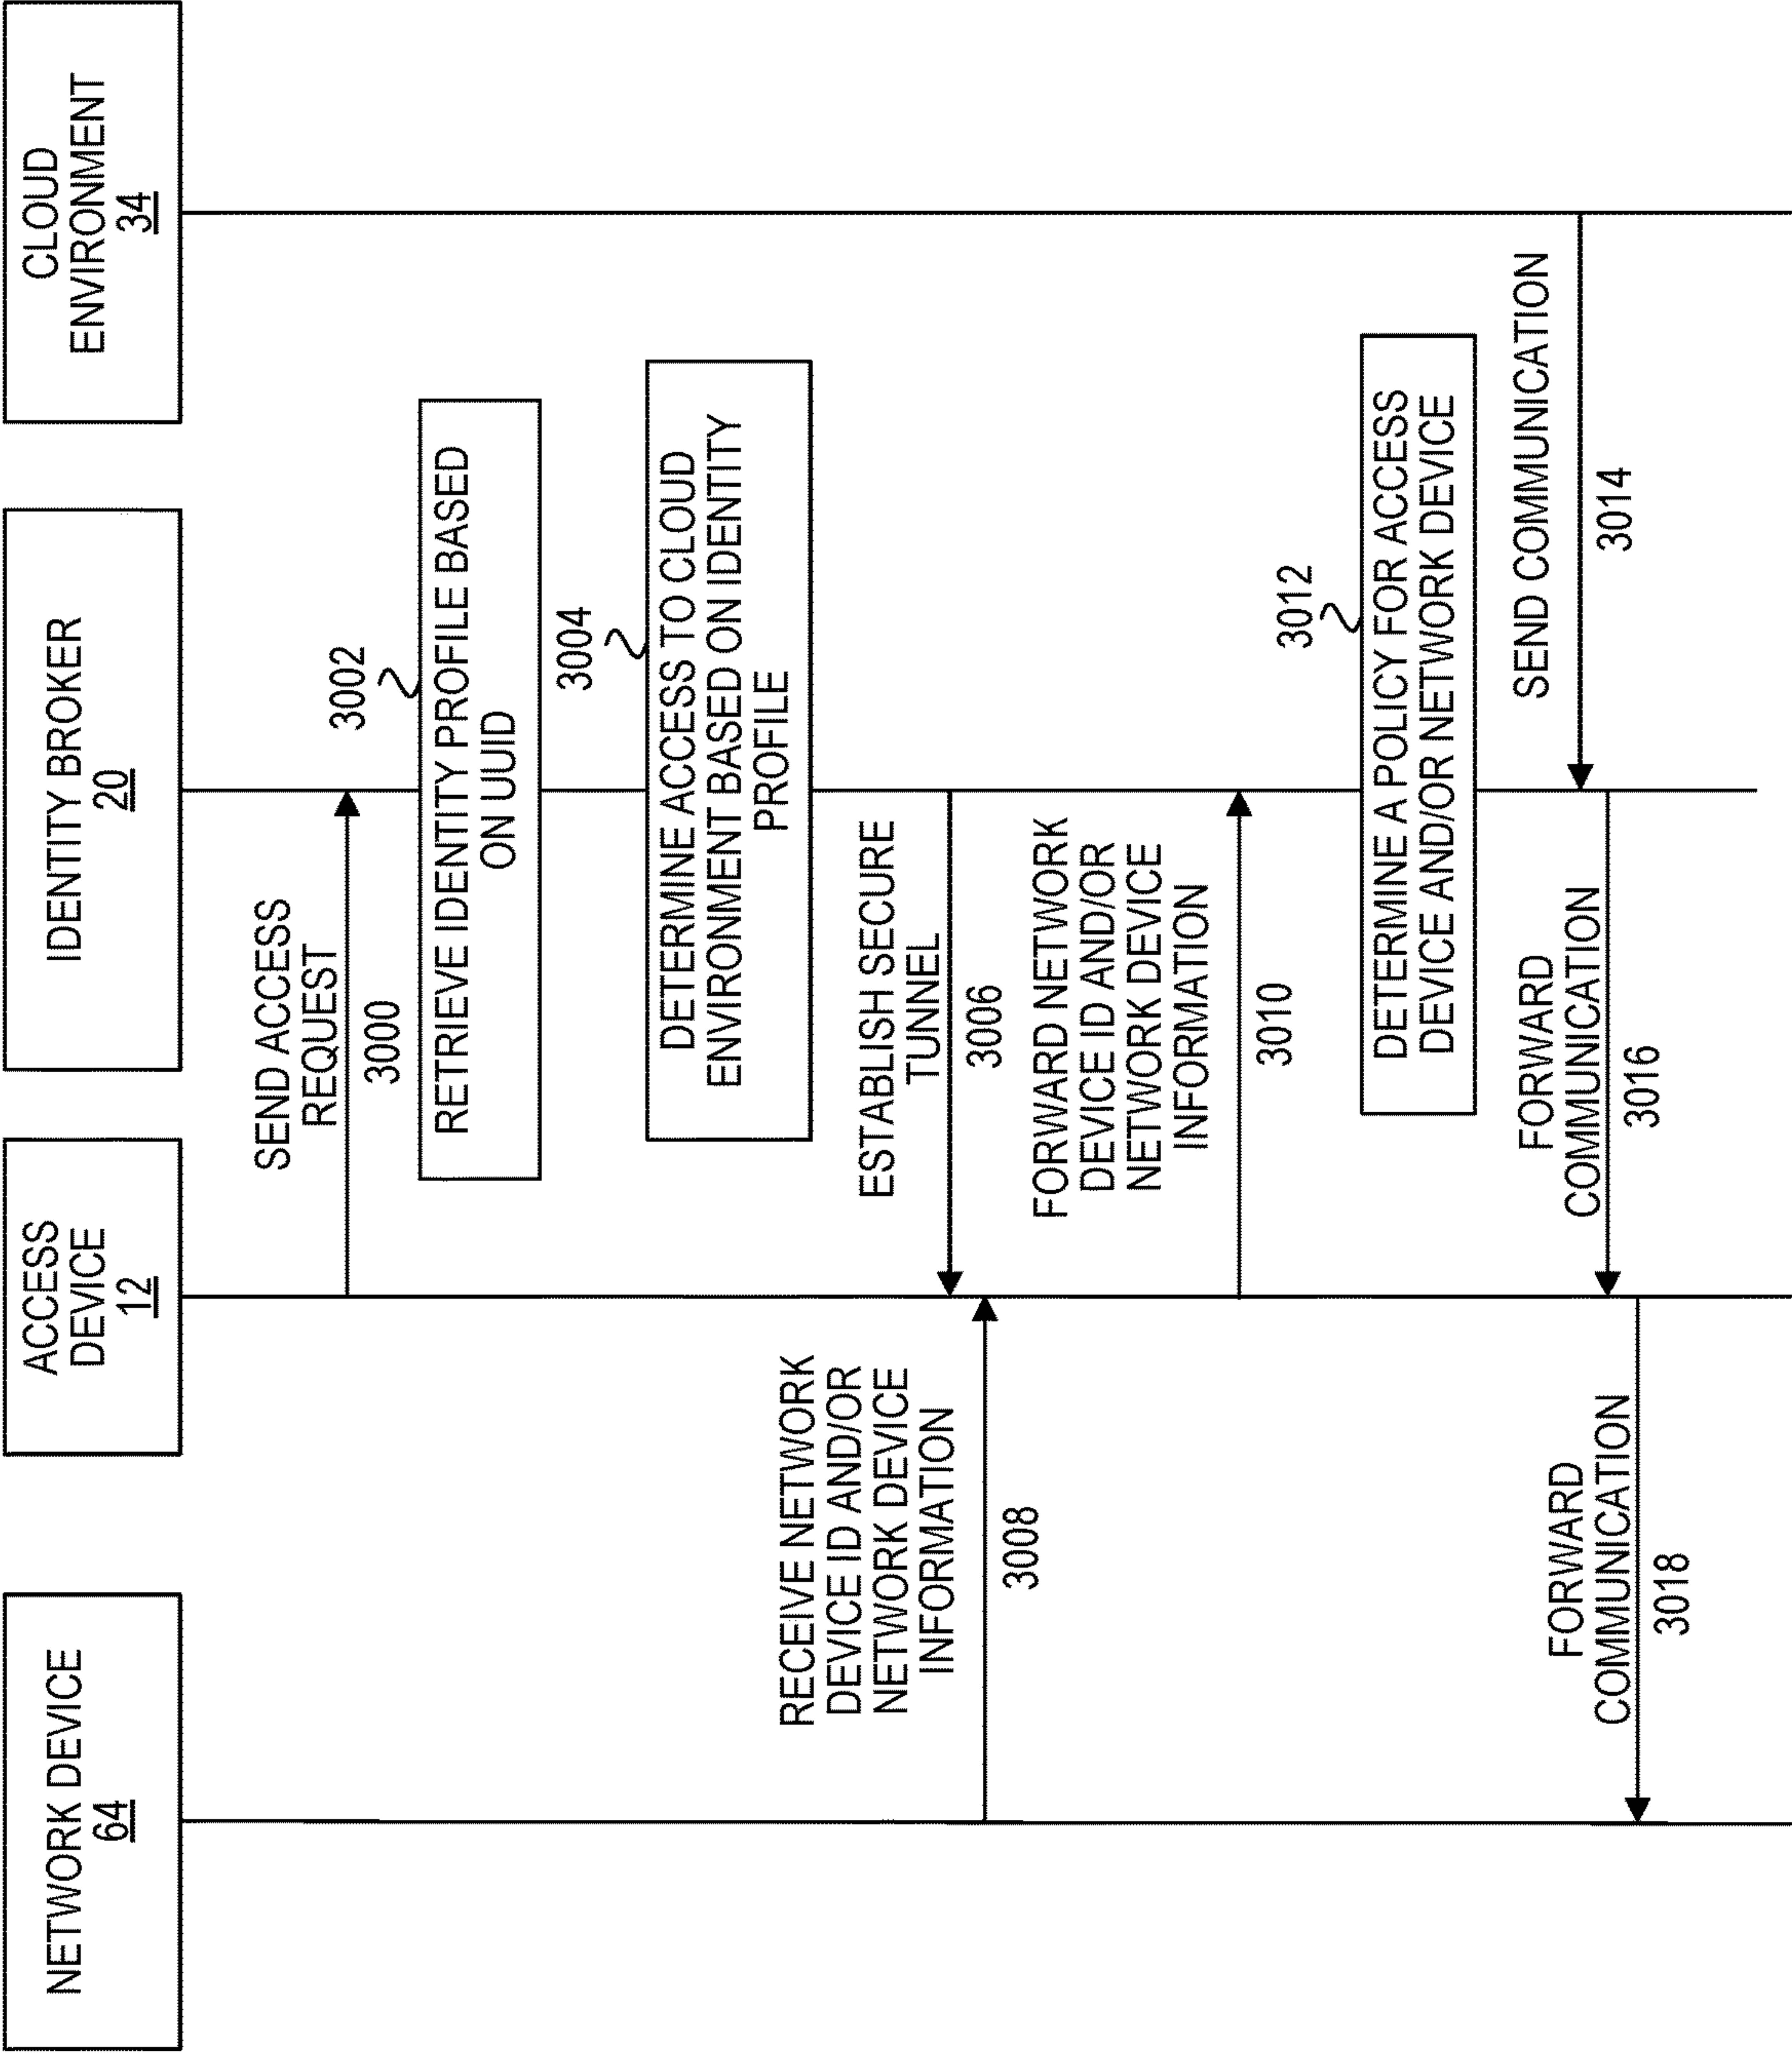 NETWORK DEVICE
64
ACCESS
DEVICE
12
IDENTITY BROKER
20
CLOUD
ENVIRONMENT
34
SEND ACCESS
REQUEST
3000
3002
RETRIEVE IDENTITY PROFILE BASED
ON UUID
3004
DETERMINE ACCESS TO CLOUD
ENVIRONMENT BASED ON IDENTITY
PROFILE
ESTABLISH SECURE
TUNNEL
3006
RECEIVE NETWORK
DEVICE ID AND/OR
NETWORK DEVICE
INFORMATION
3008
FORWARD NETWORK
DEVICE ID AND/OR
NETWORK DEVICE
INFORMATION
3010
3012
DETERMINE A POLICY FOR ACCESS
DEVICE AND/OR NETWORK DEVICE
SEND COMMUNICATION
3014
FORWARD
COMMUNICATION
3016
FORWARD
COMMUNICATION
3018